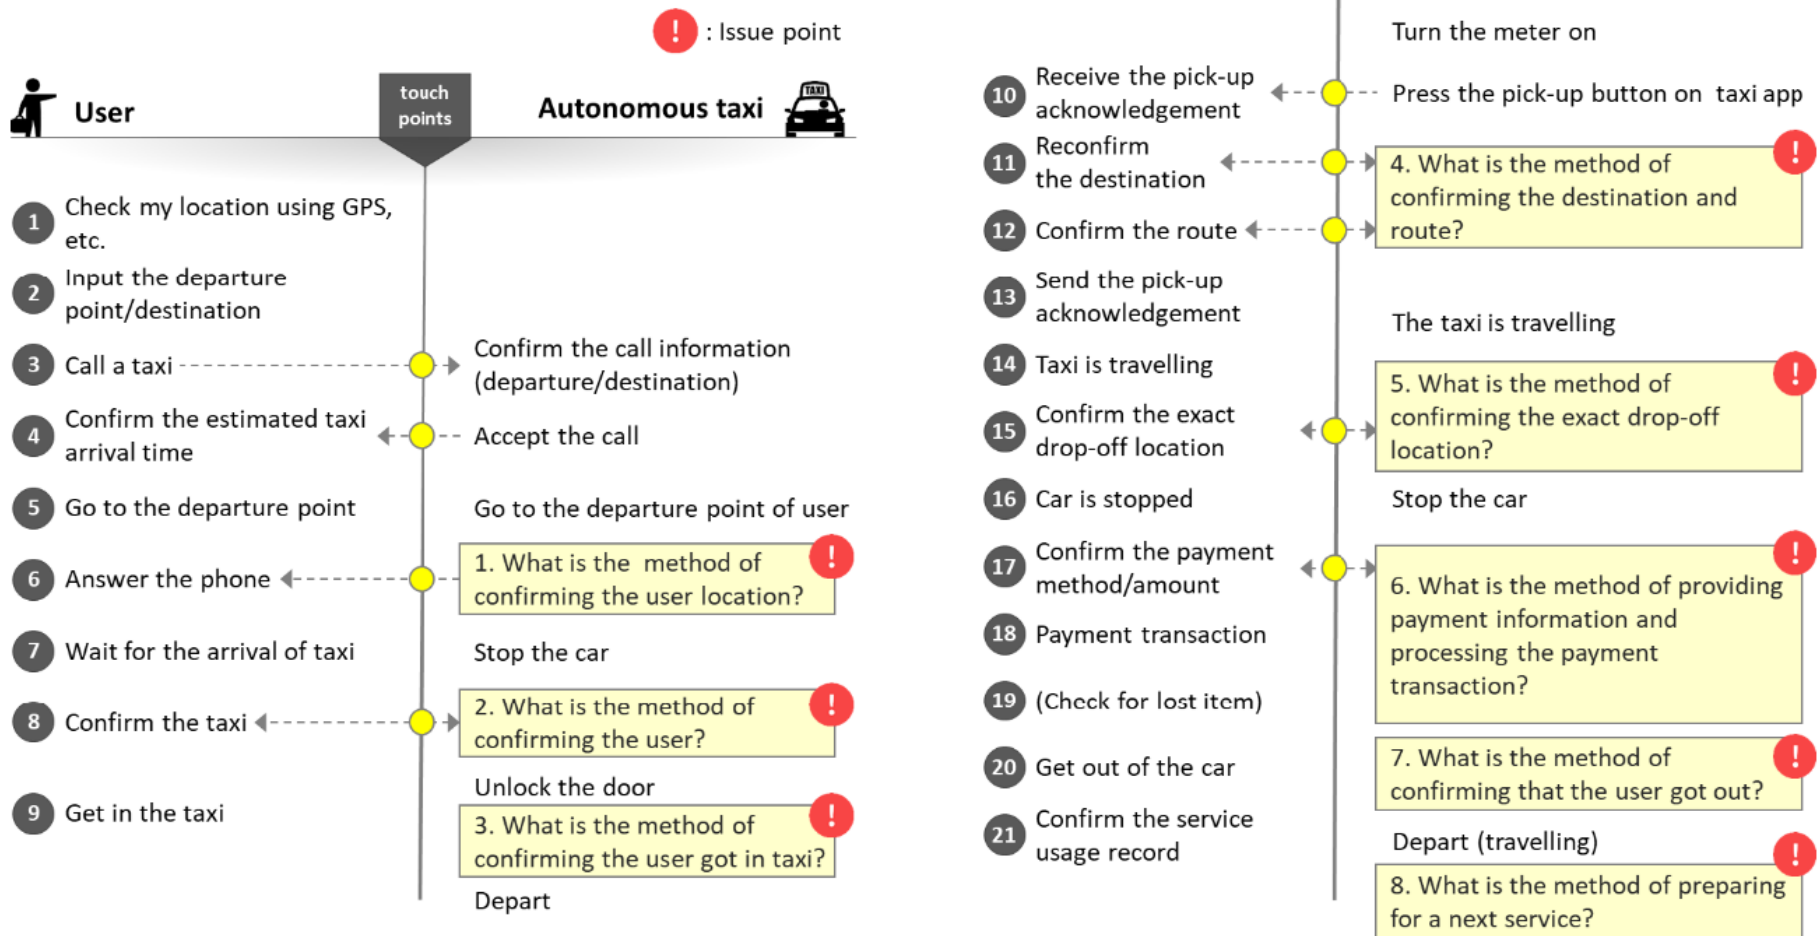 ! : Issue point
User
touch
points
Autonomous taxi
TAXI
1 Check my location using GPS,
etc.
2 Input the departure
point/destination
3 Call a taxi
Confirm the call information
(departure/destination)
4 Confirm the estimated taxi
arrival time
Accept the call
5 Go to the departure point
Go to the departure point of user
6 Answer the phone
1. What is the method of
confirming the user location?
!
7 Wait for the arrival of taxi
Stop the car
8 Confirm the taxi
2. What is the method of
confirming the user?
!
Unlock the door
9 Get in the taxi
3. What is the method of
confirming the user got in taxi?
!
Depart
Turn the meter on
10 Receive the pick-up
acknowledgement
Press the pick-up button on taxi app
11 Reconfirm
the destination
4. What is the method of
confirming the destination and
route?
!
12 Confirm the route
13 Send the pick-up
acknowledgement
The taxi is travelling
14 Taxi is travelling
15 Confirm the exact
drop-off location
5. What is the method of
confirming the exact drop-off
location?
!
16 Car is stopped
Stop the car
17 Confirm the payment
method/amount
6. What is the method of providing
payment information and
processing the payment
transaction?
!
18 Payment transaction
19 (Check for lost item)
20 Get out of the car
7. What is the method of
confirming that the user got out?
!
21 Confirm the service
usage record
Depart (travelling)
8. What is the method of preparing
for a next service?
!